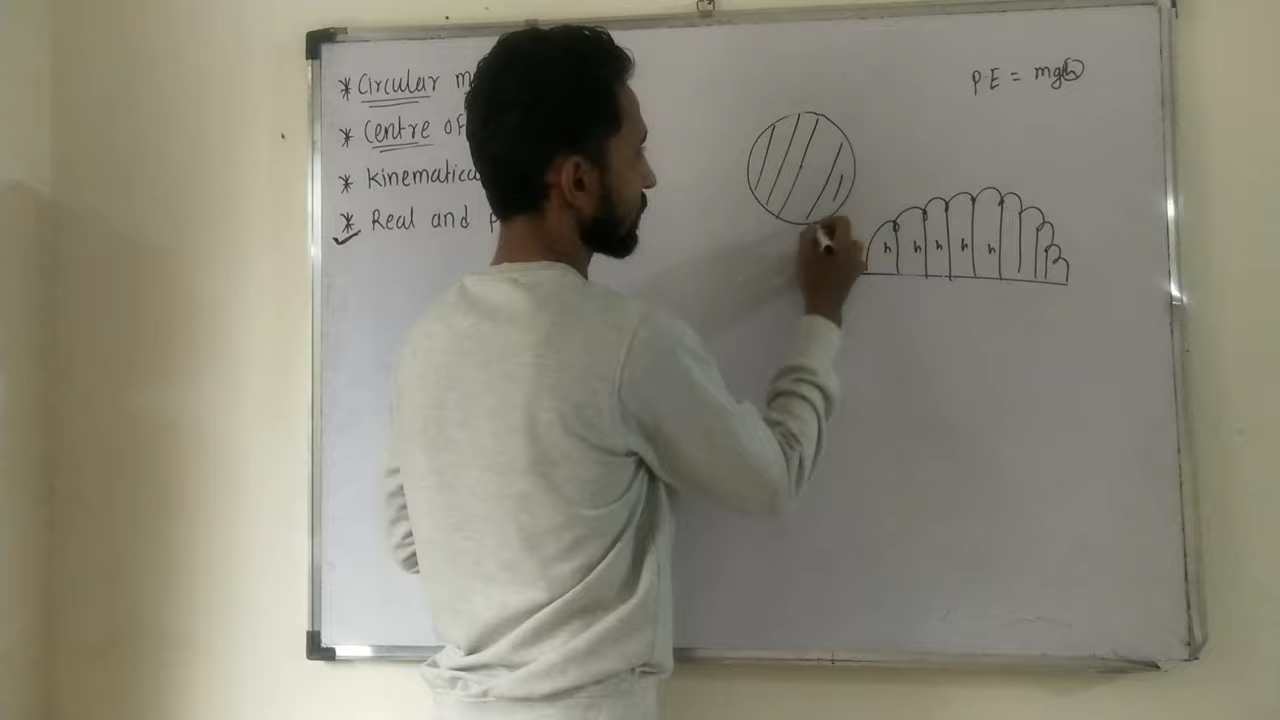 * Circular
* Centre of
* Kinematica
* Real and
P.E = mgh
h h h h h